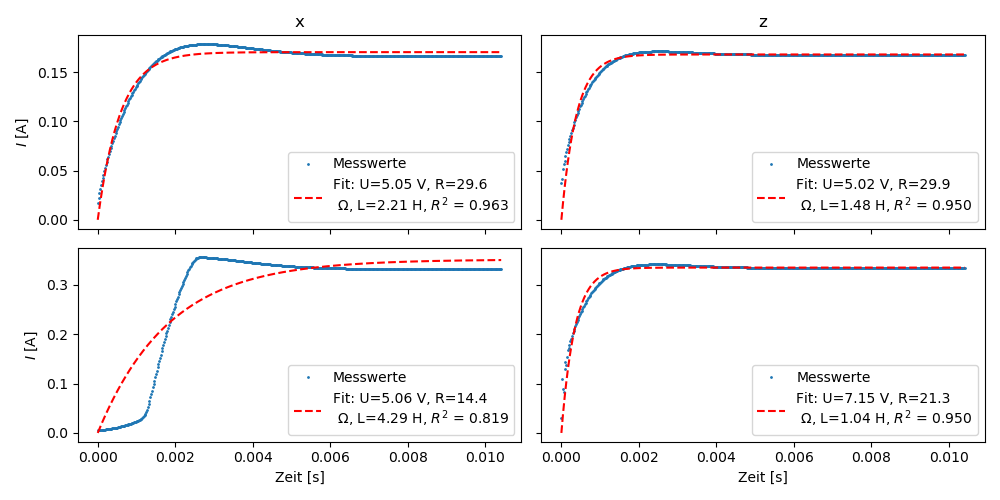 x
z
0.15
0.10
0.05
0.00
I [A]
Messwerte
Fit: U=5.05 V, R=29.6
Ω, L=2.21 H, R² = 0.963
Messwerte
Fit: U=5.02 V, R=29.9
Ω, L=1.48 H, R² = 0.950
0.3
0.2
0.1
0.0
I [A]
Messwerte
Fit: U=5.06 V, R=14.4
Ω, L=4.29 H, R² = 0.819
Messwerte
Fit: U=7.15 V, R=21.3
Ω, L=1.04 H, R² = 0.950
0.000 0.002 0.004 0.006 0.008 0.010
0.000 0.002 0.004 0.006 0.008 0.010
Zeit [s]
Zeit [s]